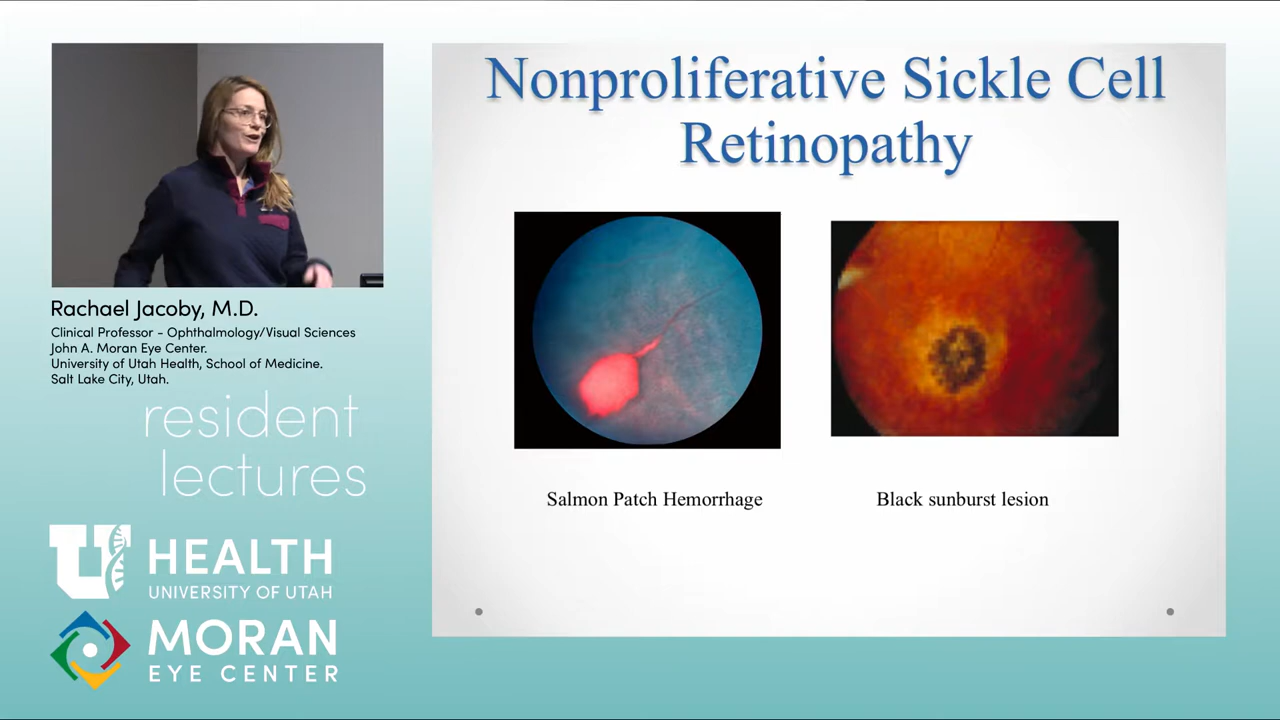 Nonproliferative Sickle Cell
Retinopathy
Salmon Patch Hemorrhage
Black sunburst lesion
Rachael Jacoby, M.D.
Clinical Professor - Ophthalmology/Visual Sciences
John A. Moran Eye Center.
University of Utah Health, School of Medicine.
Salt Lake City, Utah.
resident
lectures
U
HEALTH
UNIVERSITY OF UTAH
MORAN
EYE CENTER